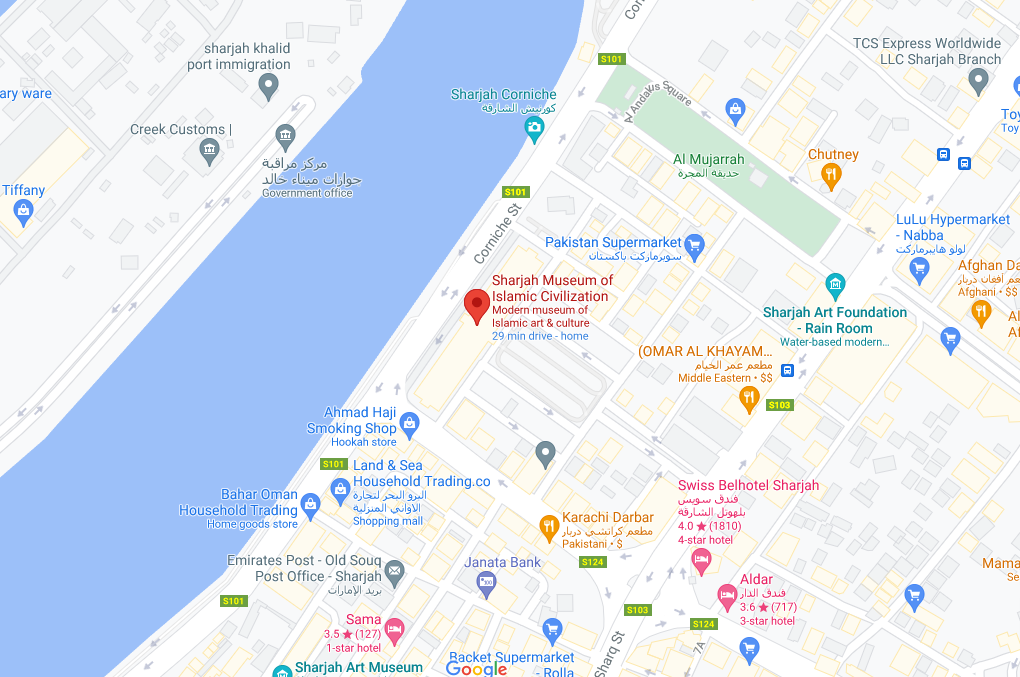 sharjah khalid
port immigration
ary ware
Creek Customs |
مركز مراقبة
حوارات ميناء خالد
Government office
Tiffany
Sharjah Corniche
كورنيش الشارقة
S101
Cor
Al Andalus Square
TCS Express Worldwide
LLC Sharjah Branch
Toy
Toy
Al Mujarrah
حديقة المجرة
Chutney
S101
Corniche St
LuLu Hypermarket
- Nabba
لولو هايبرماركت
Pakistan Supermarket
سوبرماركت باكستان
Afghan Da
مطعم افغان دربار
Afghani • $$
Al
Af
Sharjah Museum of
Islamic Civilization
Modern museum of
Islamic art & culture
29 min drive - home
Sharjah Art Foundation
- Rain Room
Water-based modern…
(OMAR AL KHAYAM…
مطعم عمر الخيام
Middle Eastern • $$
S103
Ahmad Haji
Smoking Shop
Hookah store
S101
Land & Sea
Household Trading.co
البرو البحر لتجارة
الاواني المنزلية
Shopping mall
Bahar Oman
Household Trading
Home goods store
Swiss Belhotel Sharjah
فندق سويس
بلهوتل الشارقة
4.0 ★ (1810)
4-star hotel
Karachi Darbar
مطعم كراتشي دربار
Pakistani • $
Emirates Post - Old Souq
Post Office - Sharjah
بريد الإمارات
Janata Bank
S124
Mama
Se
Aldar
فندق الدار
3.6 ★ (717)
3-star hotel
S101
S103
S124
Sama
3.5 ★ (127)
1-star hotel
7A
Sharq St
Backet Supermarket
- Rolla
Sharjah Art Museum
Google